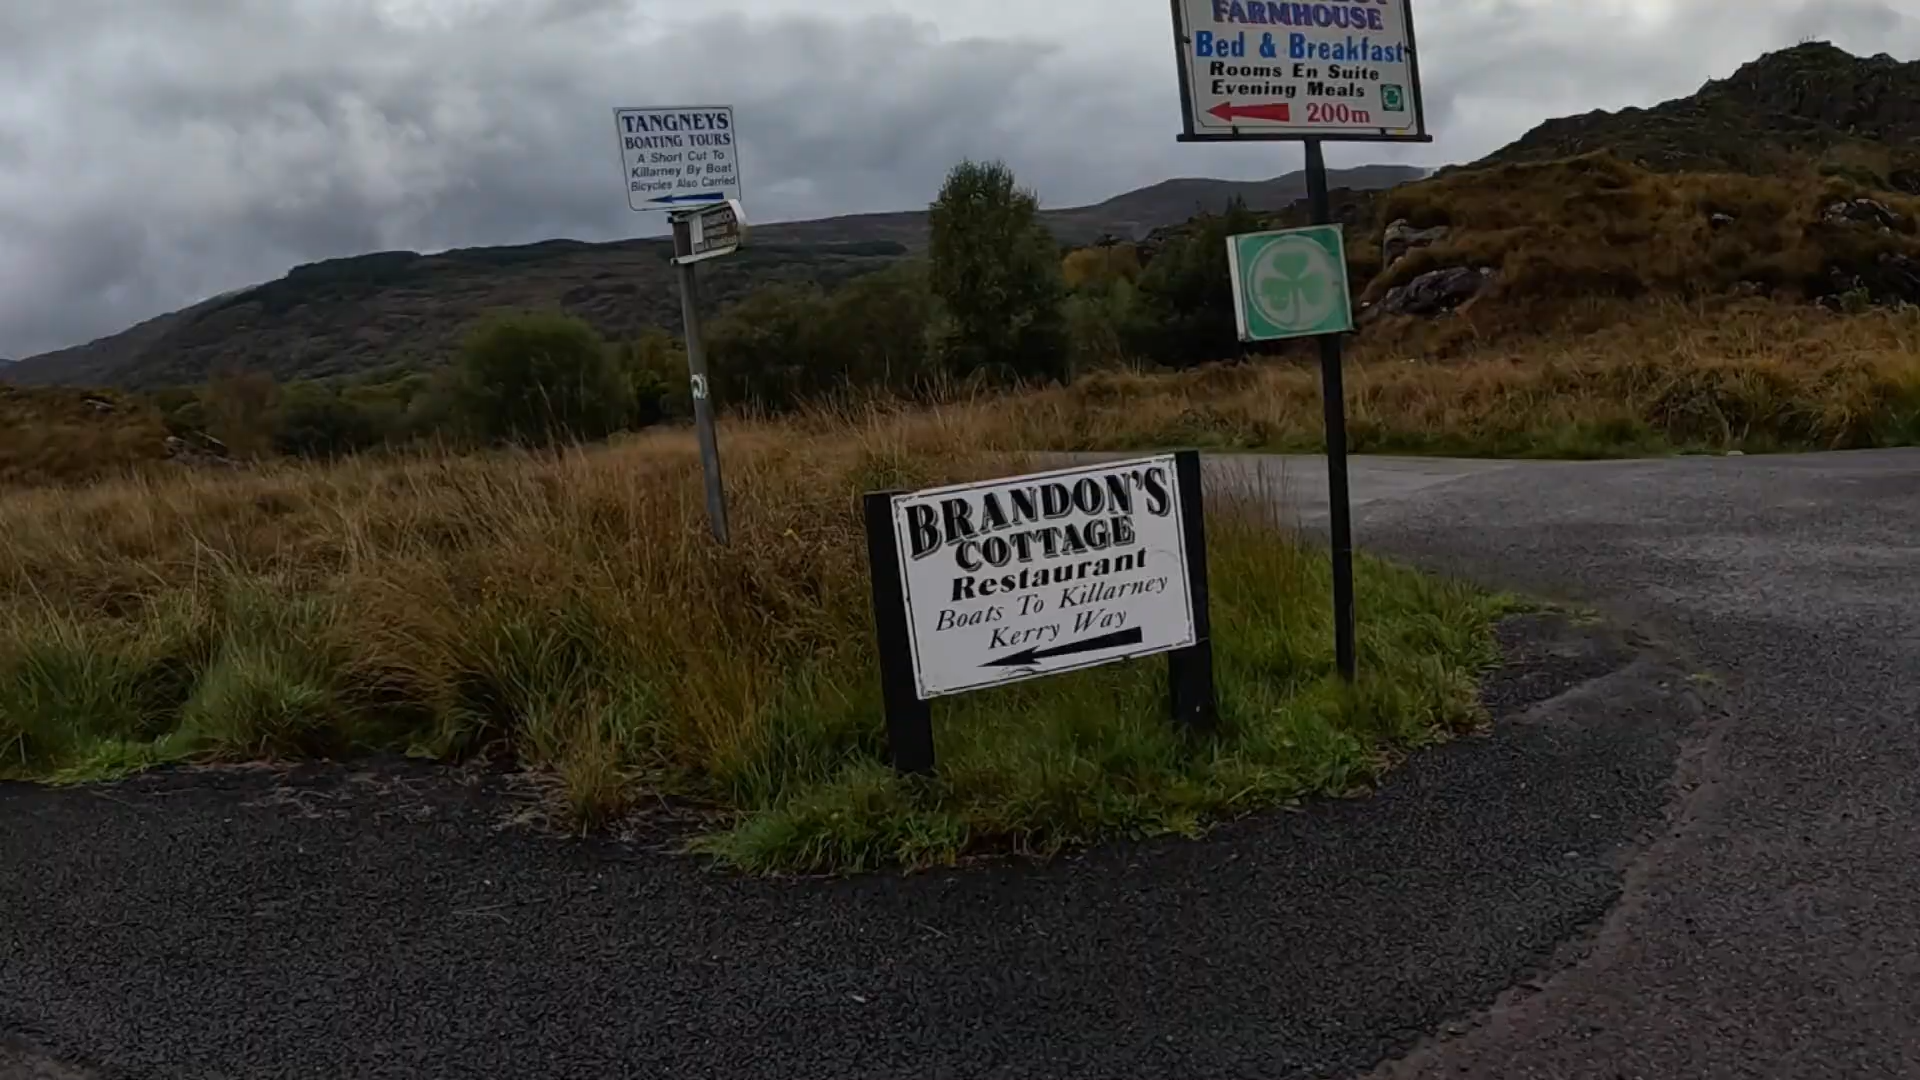 TANGNEYS
BOATING TOURS
A Short Cut To
Killarney By Boat
Bicycles Also Carried
FARMHOUSE
Bed & Breakfast
Rooms En Suite
Evening Meals
200m
BRANDON'S
COTTAGE
Restaurant
Boats To Killarney
Kerry Way